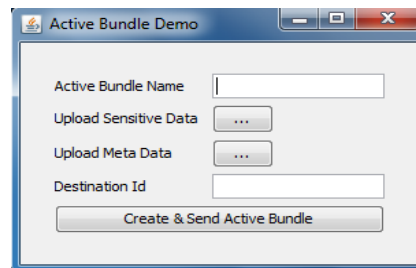 Active Bundle Demo
Active Bundle Name
Upload Sensitive Data ...
Upload Meta Data ...
Destination Id
Create & Send Active Bundle